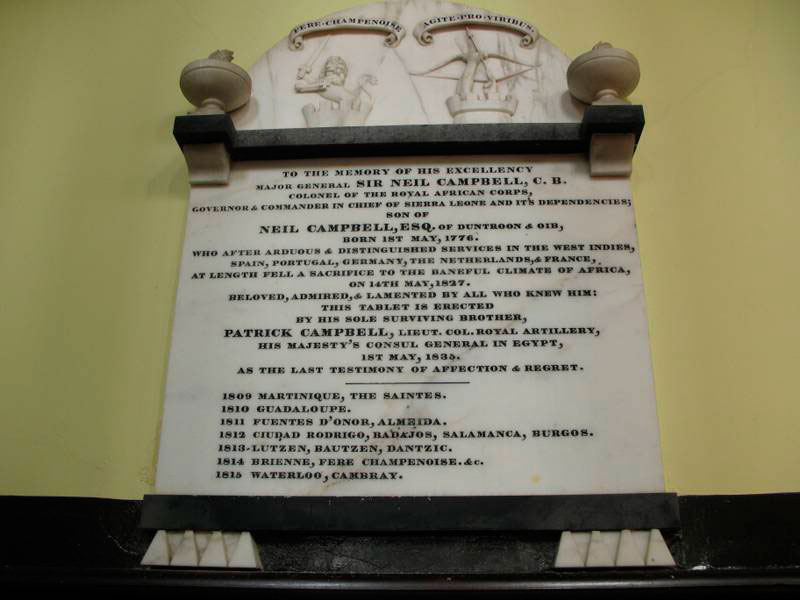 FERE-CHAMPENOISE
AGITE-PRO-VIRIBUS.
TO THE MEMORY OF HIS EXCELLENCY
MAJOR GENERAL SIR NEIL CAMPBELL, C. B.
COLONEL OF THE ROYAL AFRICAN CORPS,
GOVERNOR & COMMANDER IN CHIEF OF SIERRA LEONE AND IT'S DEPENDENCIES;
SON OF
NEIL CAMPBELL, ESQ. OF DUNTROON & OIB,
BORN 1ST MAY, 1776.
WHO AFTER ARDUOUS & DISTINGUISHED SERVICES IN THE WEST INDIES,
SPAIN, PORTUGAL, GERMANY, THE NETHERLANDS, & FRANCE,
AT LENGTH FELL A SACRIFICE TO THE BANEFUL CLIMATE OF AFRICA,
ON 14TH MAY, 1827.
BELOVED, ADMIRED, & LAMENTED BY ALL WHO KNEW HIM:
THIS TABLET IS ERECTED
BY HIS SOLE SURVIVING BROTHER,
PATRICK CAMPBELL, LIEUT. COL. ROYAL ARTILLERY,
HIS MAJESTY'S CONSUL GENERAL IN EGYPT,
1ST MAY, 1835.
AS THE LAST TESTIMONY OF AFFECTION & REGRET.
1809 MARTINIQUE, THE SAINTES.
1810 GUADALOUPE.
1811 FUENTES D'ONOR, ALMEIDA.
1812 CIUDAD RODRIGO, BADAJOS, SALAMANCA, BURGOS.
1813-LUTZEN, BAUTZEN, DANTZIC.
1814 BRIENNE, FERE CHAMPENOISE. &c.
1815 WATERLOO, CAMBRAY.